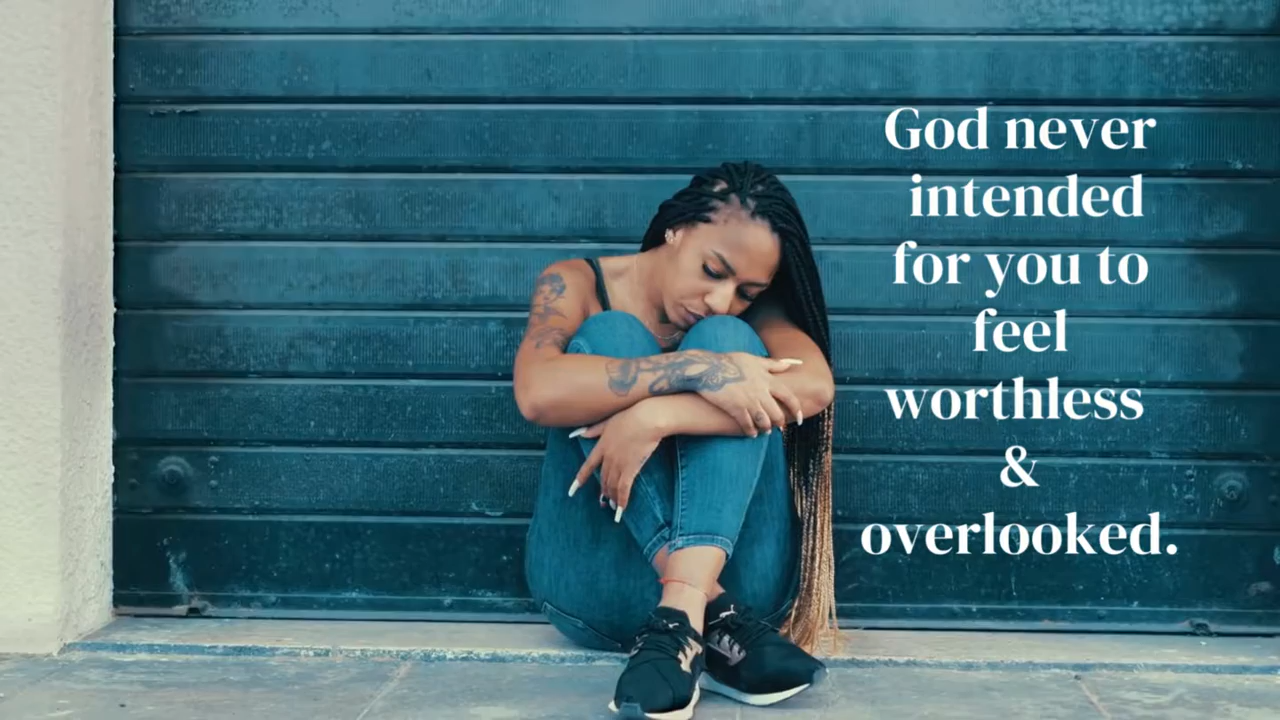 God never
intended
for you to
feel
worthless
&
overlooked.